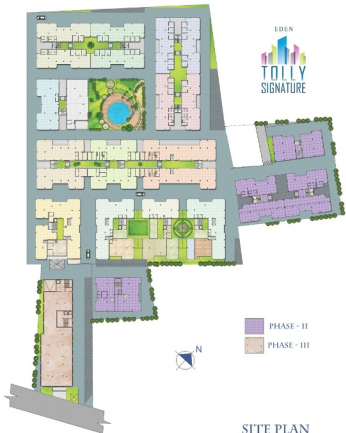 EDEN
TOLLY
SIGNATURE
PHASE - II
PHASE - III
N
SITE PLAN